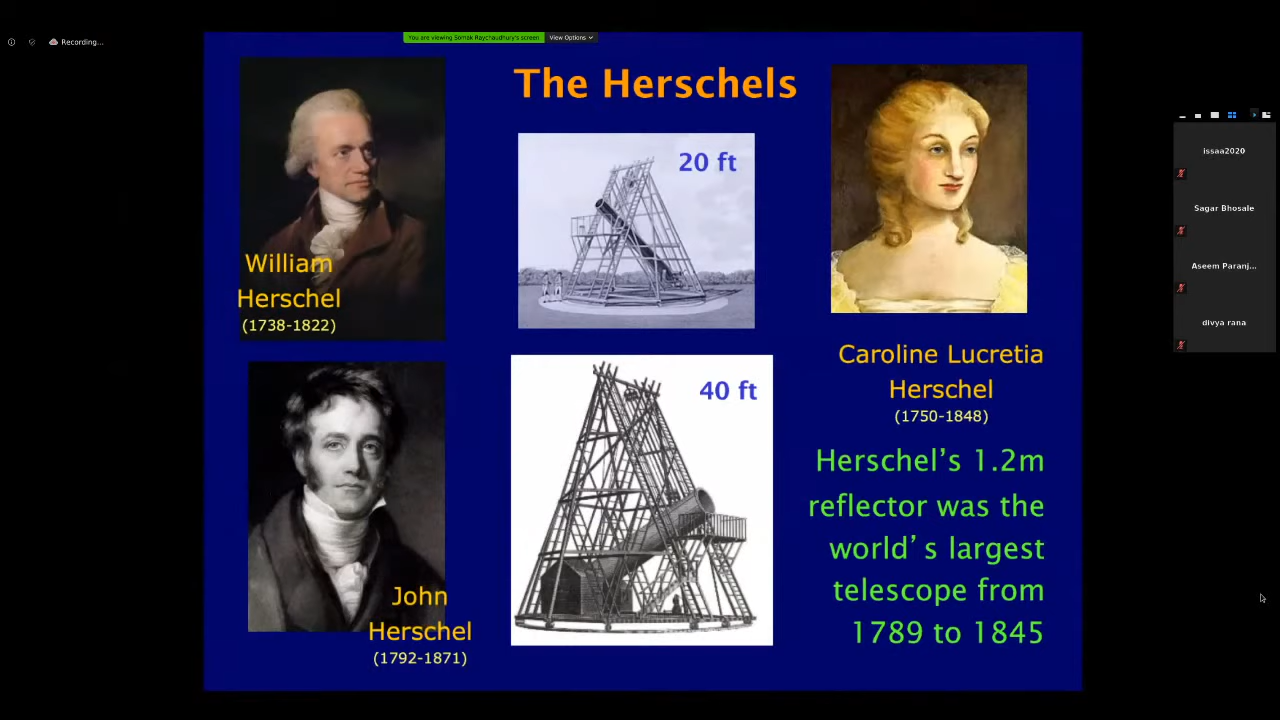 Recording...
You are viewing Somak Raychaudhury's screen
View Options
The Herschels
William
Herschel
(1738-1822)
20 ft
Caroline Lucretia
Herschel
(1750-1848)
John
Herschel
(1792-1871)
40 ft
Herschel’s 1.2m
reflector was the
world’s largest
telescope from
1789 to 1845
issaa2020
Sagar Bhosale
Aseem Paranj...
divya rana